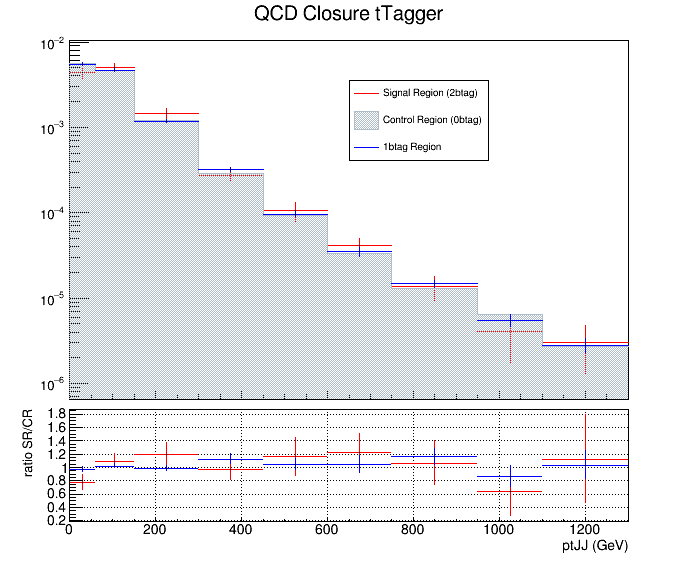 QCD Closure tTagger
10⁻²
10⁻³
10⁻⁴
10⁻⁵
10⁻⁶
Signal Region (2btag)
Control Region (0btag)
1btag Region
ratio SR/CR
1.8
1.6
1.4
1.2
1
0.8
0.6
0.4
0.2
0 200 400 600 800 1000 1200
ptJJ (GeV)